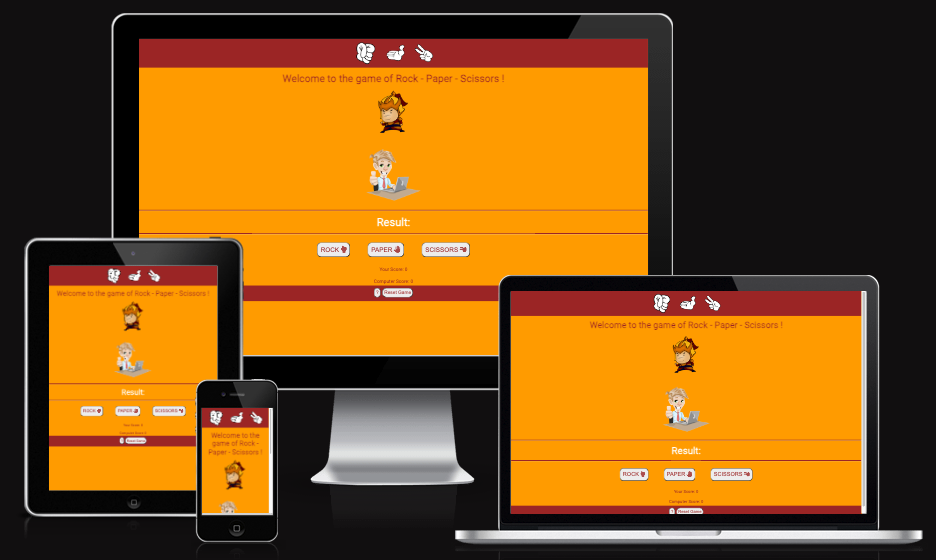 Welcome to the game of Rock - Paper - Scissors !
Result:
ROCK
PAPER
SCISSORS
Your Score: 0
Computer Score: 0
Reset Game
Welcome to the game of Rock - Paper - Scissors !
Result:
ROCK
PAPER
SCISSORS
Your Score: 0
Computer Score: 0
Reset Game
Welcome to the
game of Rock -
Paper - Scissors !
Welcome to the game of Rock - Paper - Scissors !
Result:
ROCK
PAPER
SCISSORS
Your Score: 0
Computer Score: 0
Reset Game